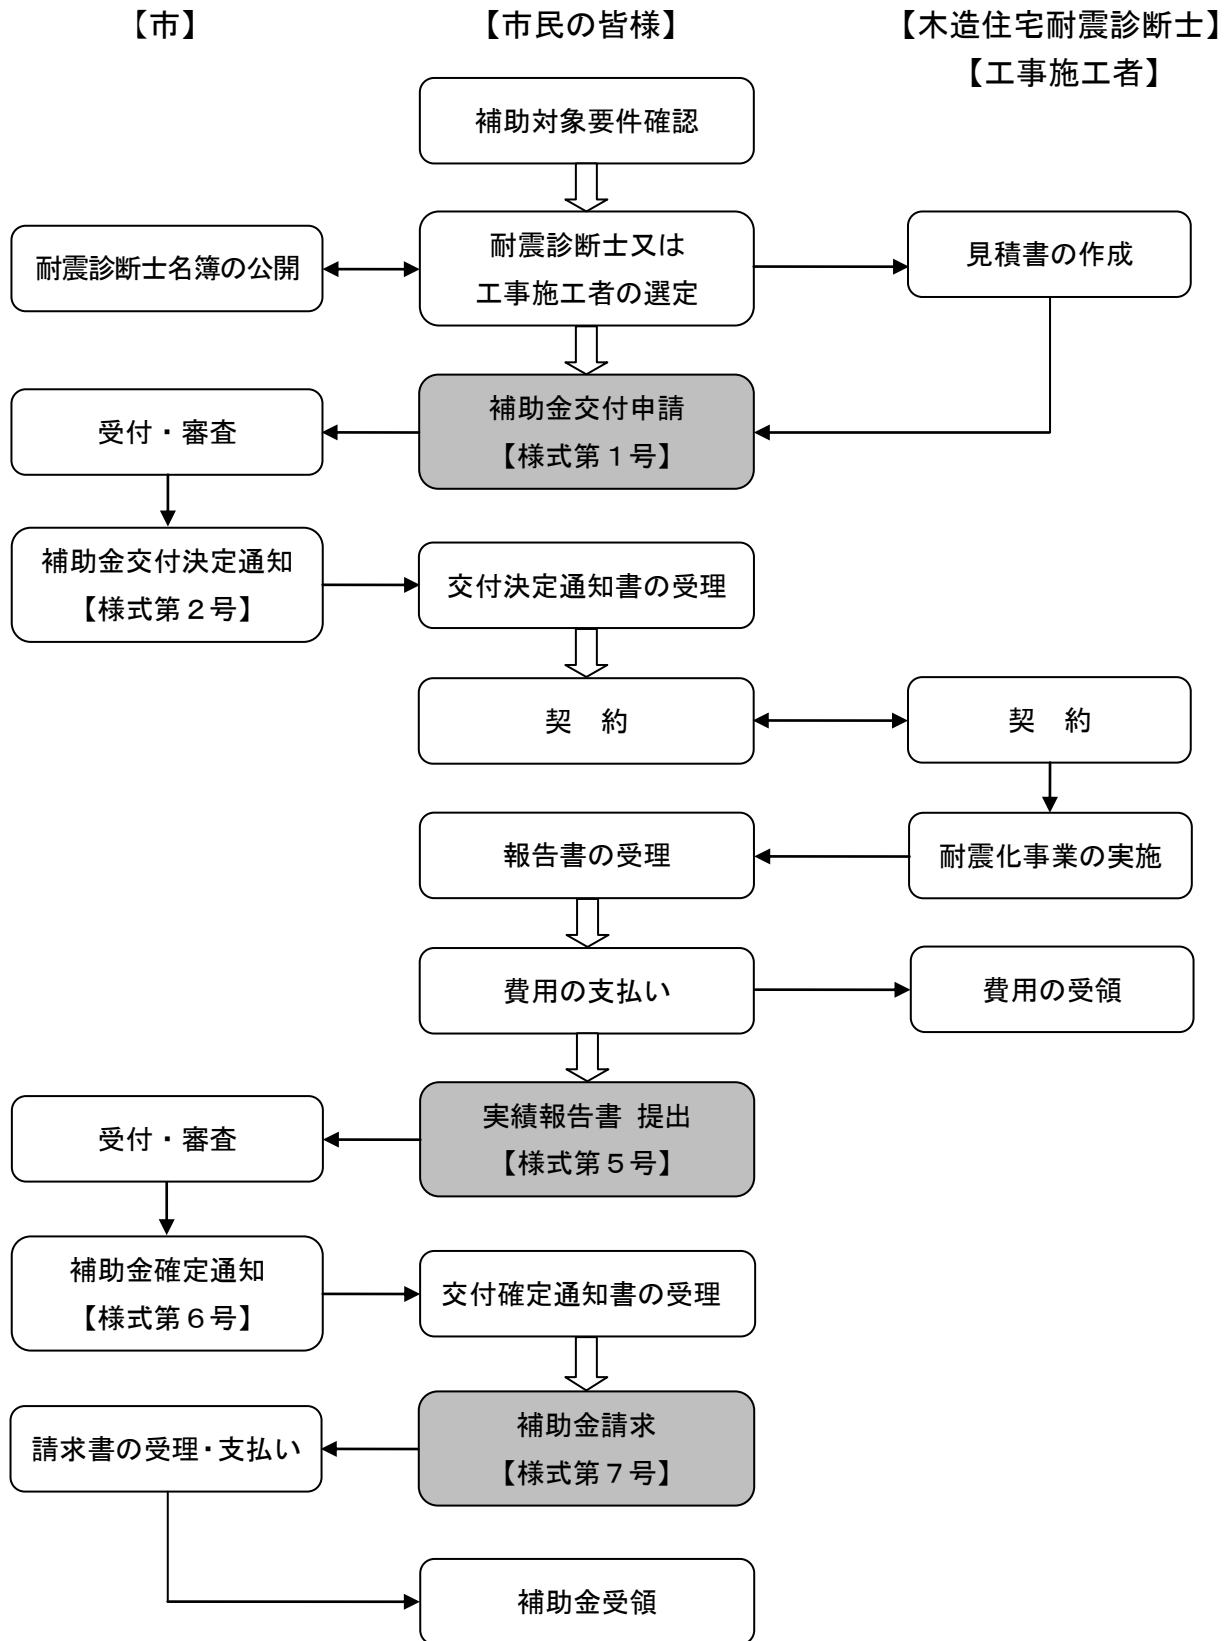 【市】
【市民の皆様】
【木造住宅耐震診断士】
【工事施工者】
補助対象要件確認
耐震診断士名簿の公開
耐震診断士又は
工事施工者の選定
見積書の作成
受付・審査
補助金交付申請
【様式第１号】
補助金交付決定通知
【様式第２号】
交付決定通知書の受理
契　約
契　約
報告書の受理
耐震化事業の実施
費用の支払い
費用の受領
受付・審査
実績報告書 提出
【様式第５号】
補助金確定通知
【様式第６号】
交付確定通知書の受理
請求書の受理・支払い
補助金請求
【様式第７号】
補助金受領